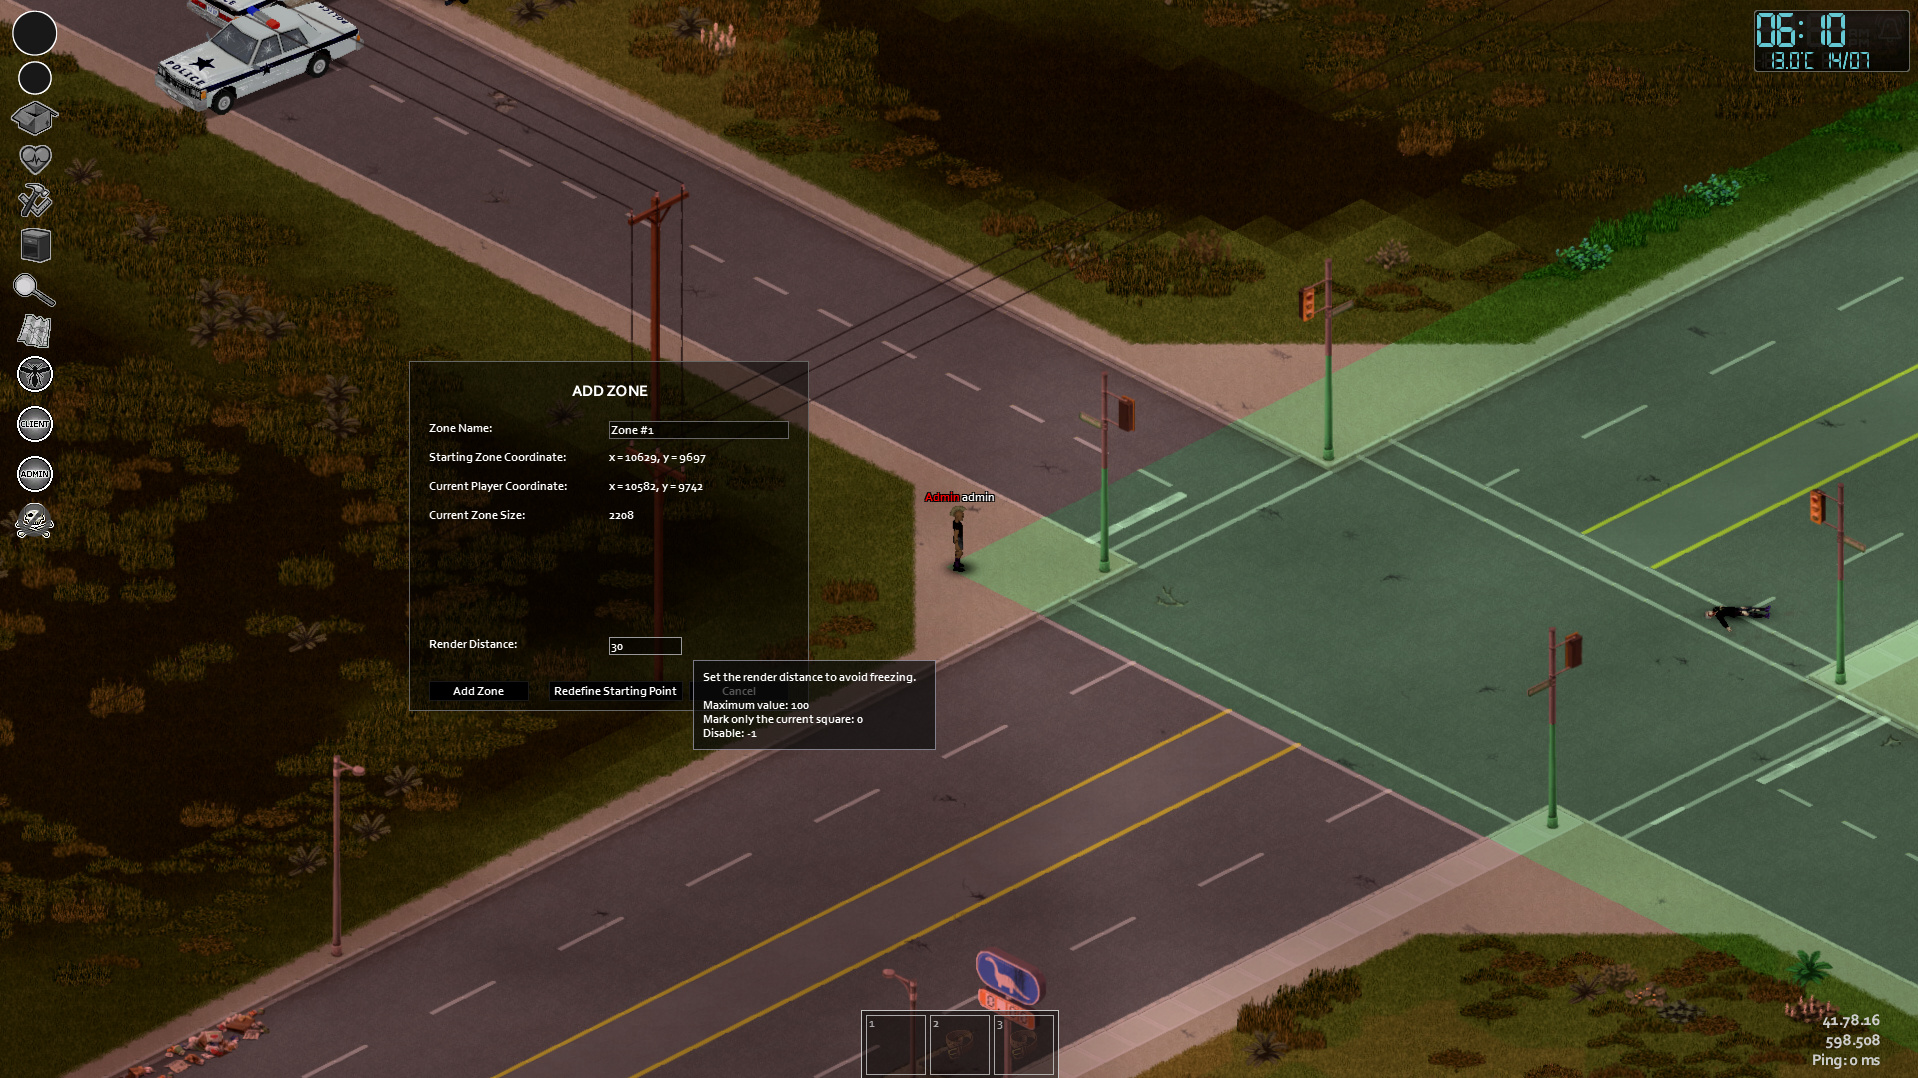 POLICE
POLICE
06:10
13.0°C 14/07
CLIENT
ADMIN
ADD ZONE
Zone Name: Zone #1
Starting Zone Coordinate: x = 10629, y = 9697
Current Player Coordinate: x = 10582, y = 9742
Current Zone Size: 2208
Render Distance: 30
Add Zone Redefine Starting Point Cancel
Set the render distance to avoid freezing.
Maximum value: 100
Mark only the current square: 0
Disable: -1
Admin admin
1 2 3
41.78.16
598.508
Ping: 0 ms